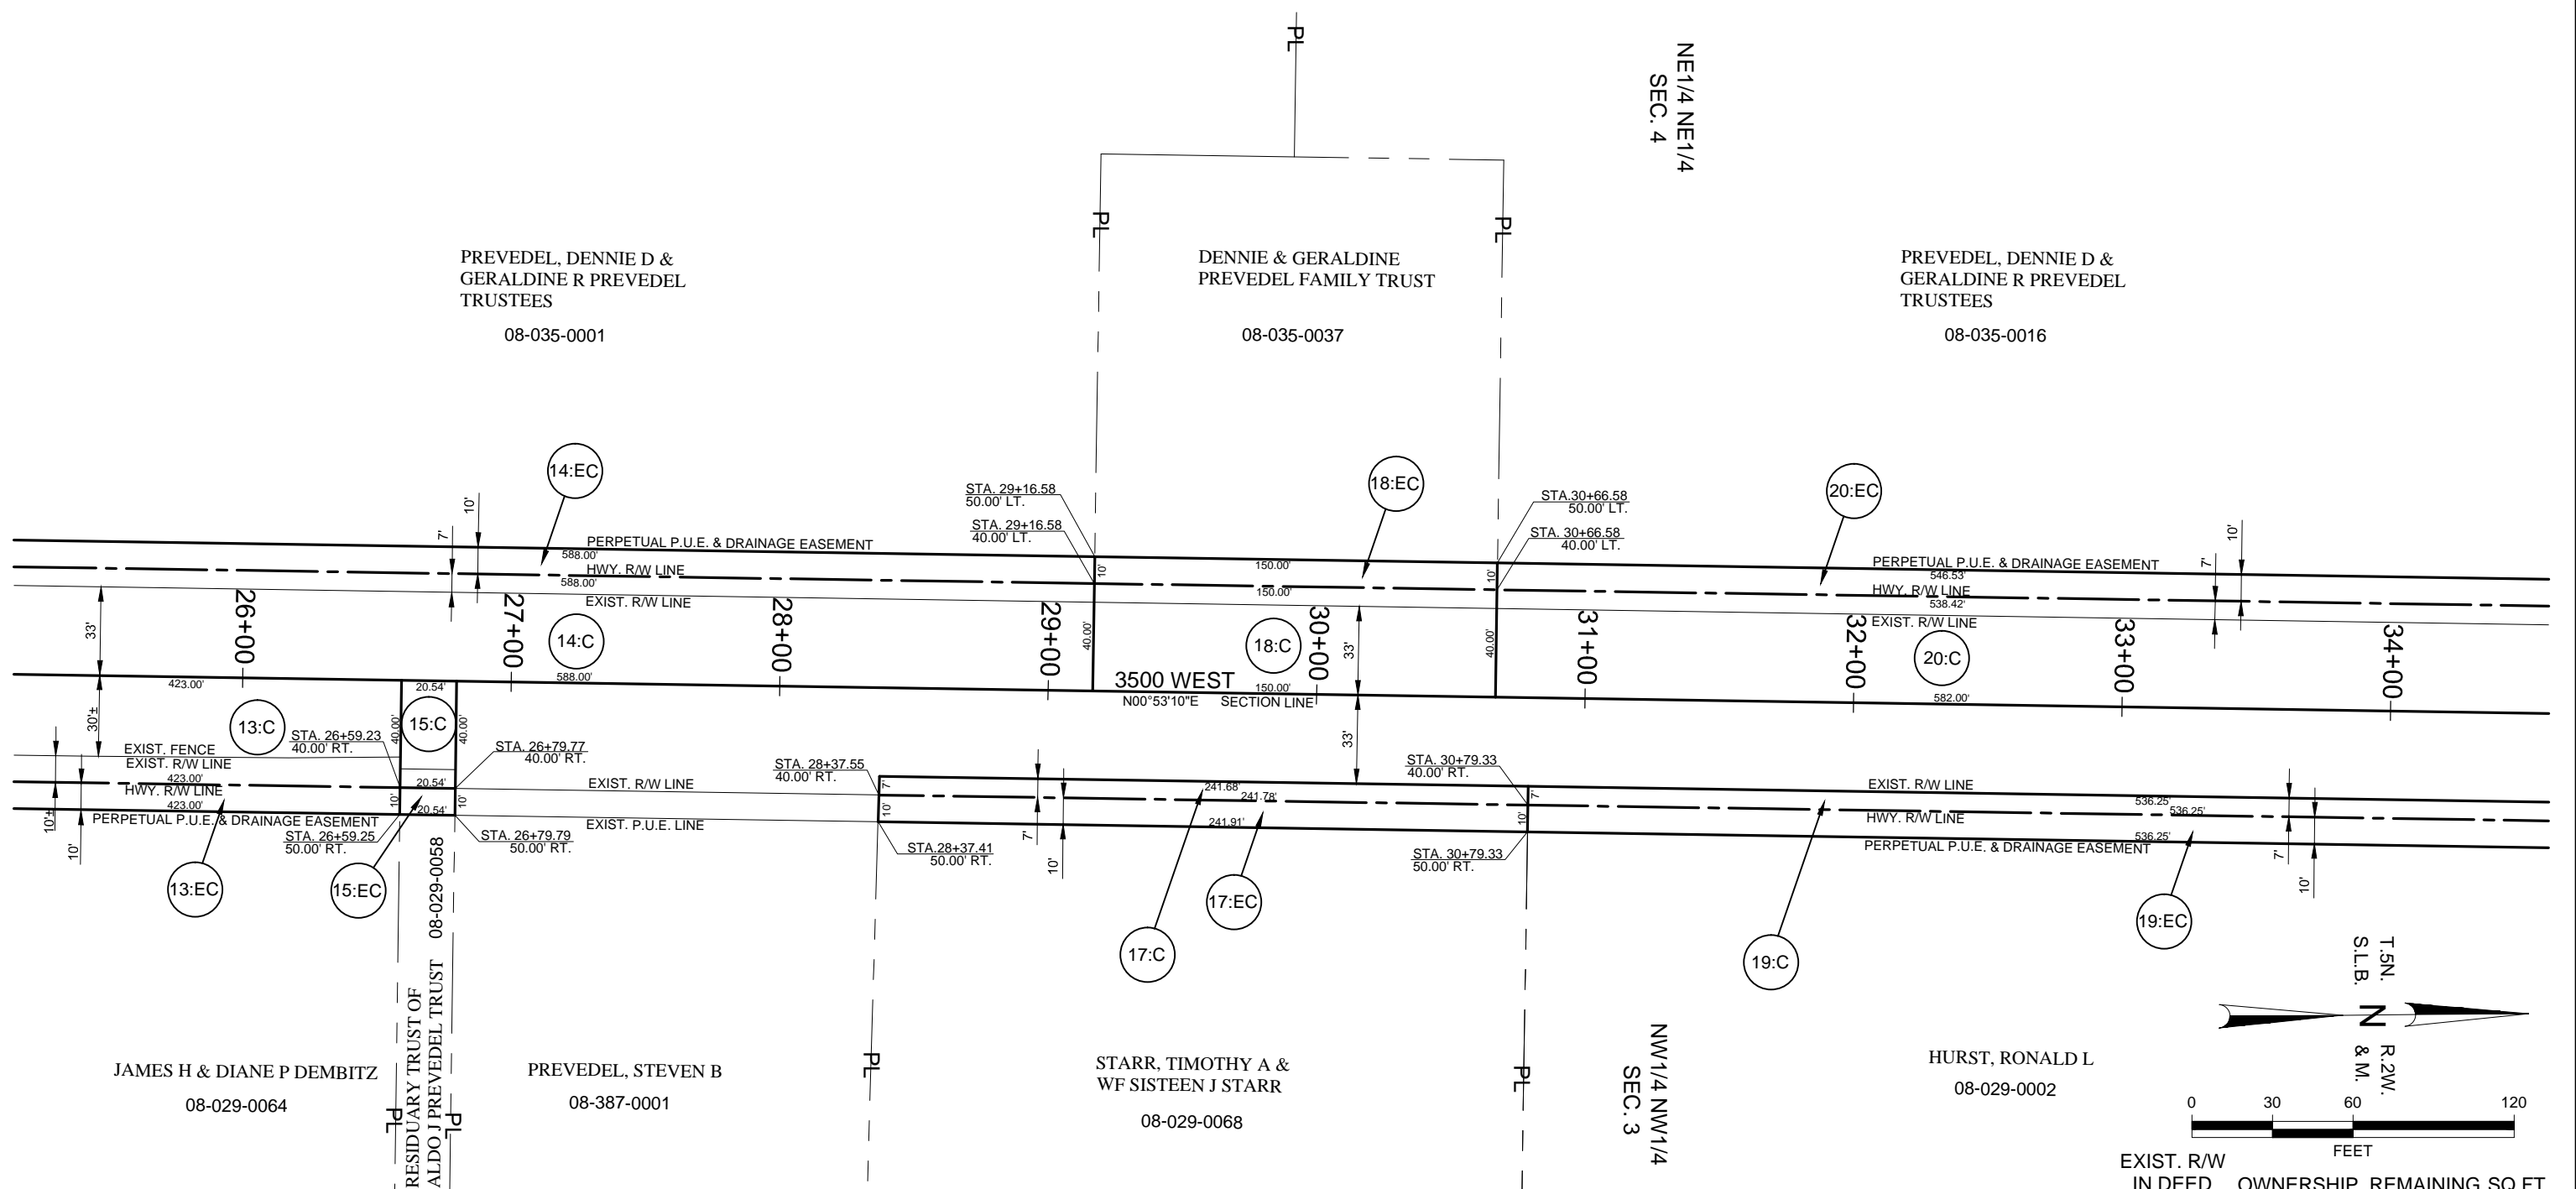 PL
NE1/4 NE1/4
SEC. 4
PL
PL
PREVEDEL, DENNIE D &
GERALDINE R PREVEDEL
TRUSTEES
08-035-0001
DENNIE & GERALDINE
PREVEDEL FAMILY TRUST
08-035-0037
PREVEDEL, DENNIE D &
GERALDINE R PREVEDEL
TRUSTEES
08-035-0016
14:EC
18:EC
20:EC
STA. 29+16.58
50.00' LT.
STA. 29+16.58
40.00' LT.
STA.30+66.58
50.00' LT.
STA. 30+66.58
40.00' LT.
7'
10'
PERPETUAL P.U.E. & DRAINAGE EASEMENT
588.00'
HWY. R/W LINE
588.00'
EXIST. R/W LINE
10'
150.00'
150.00'
10'
PERPETUAL P.U.E. & DRAINAGE EASEMENT
546.53'
HWY. R/W LINE
538.42'
EXIST. R/W LINE
7'
10'
33'
26+00
27+00
28+00
29+00
30+00
31+00
32+00
33+00
34+00
14:C
18:C
20:C
40.00'
33'
40.00'
423.00'
20.54'
588.00'
3500 WEST
150.00'
N00°53'10"E
SECTION LINE
582.00'
30'±
13:C
15:C
40.00'
40.00'
33'
STA. 26+59.23
40.00' RT.
STA. 26+79.77
40.00' RT.
STA. 28+37.55
40.00' RT.
STA. 30+79.33
40.00' RT.
EXIST. FENCE
EXIST. R/W LINE
423.00'
HWY. R/W LINE
423.00'
PERPETUAL P.U.E. & DRAINAGE EASEMENT
10'±
10'
10'
20.54'
20.54'
10'
EXIST. R/W LINE
EXIST. P.U.E. LINE
7'
10'
241.68'
241.78'
241.91'
7'
10'
7'
10'
EXIST. R/W LINE
536.25'
536.25'
HWY. R/W LINE
536.25'
PERPETUAL P.U.E. & DRAINAGE EASEMENT
7'
10'
STA. 26+59.25
50.00' RT.
STA. 26+79.79
50.00' RT.
STA.28+37.41
50.00' RT.
STA. 30+79.33
50.00' RT.
13:EC
15:EC
17:EC
17:C
19:C
19:EC
RESIDUARY TRUST OF
ALDO J PREVEDEL TRUST 08-029-0058
JAMES H & DIANE P DEMBITZ
08-029-0064
PL
PL
PREVEDEL, STEVEN B
08-387-0001
PL
STARR, TIMOTHY A &
WF SISTEEN J STARR
08-029-0068
PL
NW1/4 NW1/4
SEC. 3
HURST, RONALD L
08-029-0002
T.5N. R.2W.
S.L.B. & M.
N
0 30 60 120
FEET
EXIST. R/W
IN DEED OWNERSHIP REMAINING SQ FT